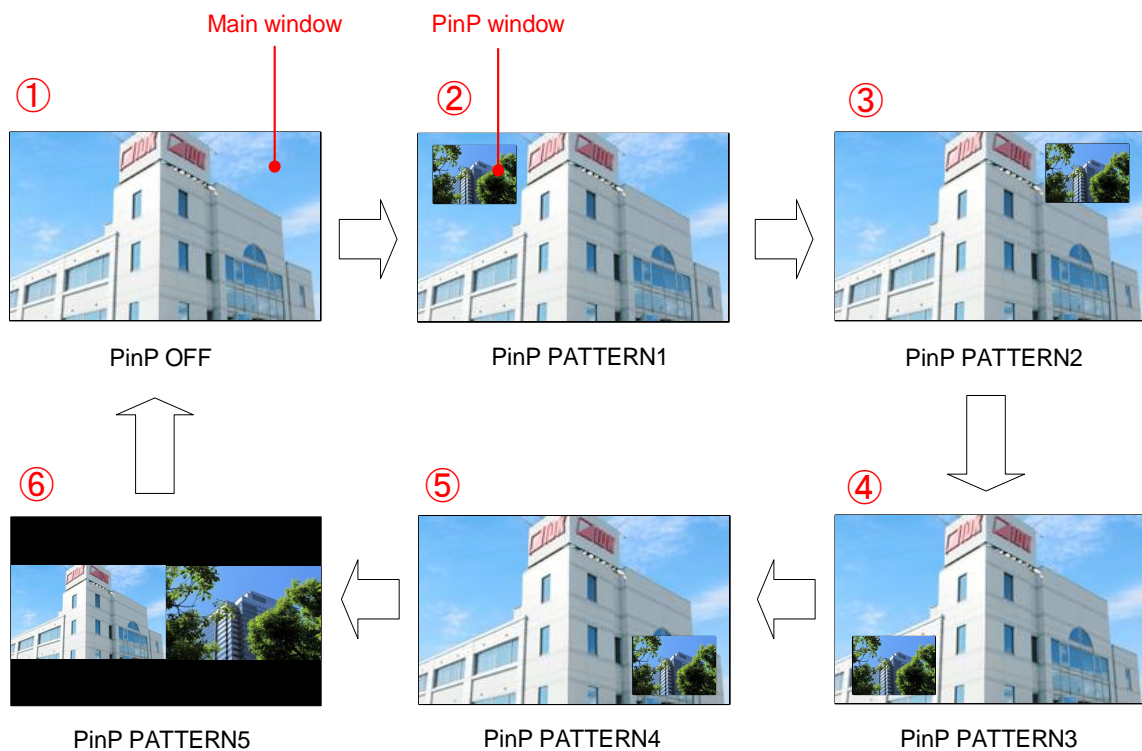 Main window
PinP window
①
②
③
PinP OFF
PinP PATTERN1
PinP PATTERN2
⑥
⑤
④
PinP PATTERN5
PinP PATTERN4
PinP PATTERN3